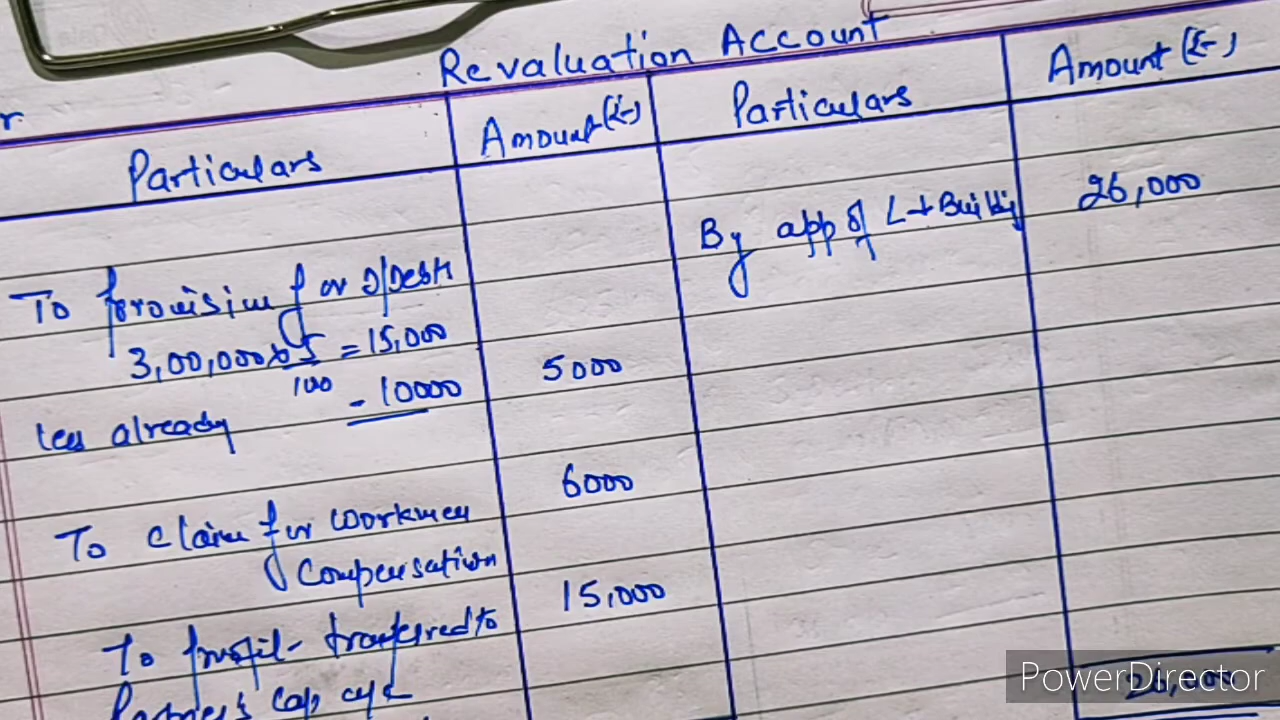 Revaluation Account
r
Particulars Amount(₹) Particulars Amount(₹)
By app of L+Building 26,000
To Provision for D/Debts
3,00,000 x 5/100 = 15,000
less already - 10000 5000
To Claim for Workmen 6000
Compensation
To Profit transferred to 15,000
Partner's Cap a/c
26,000
PowerDirector